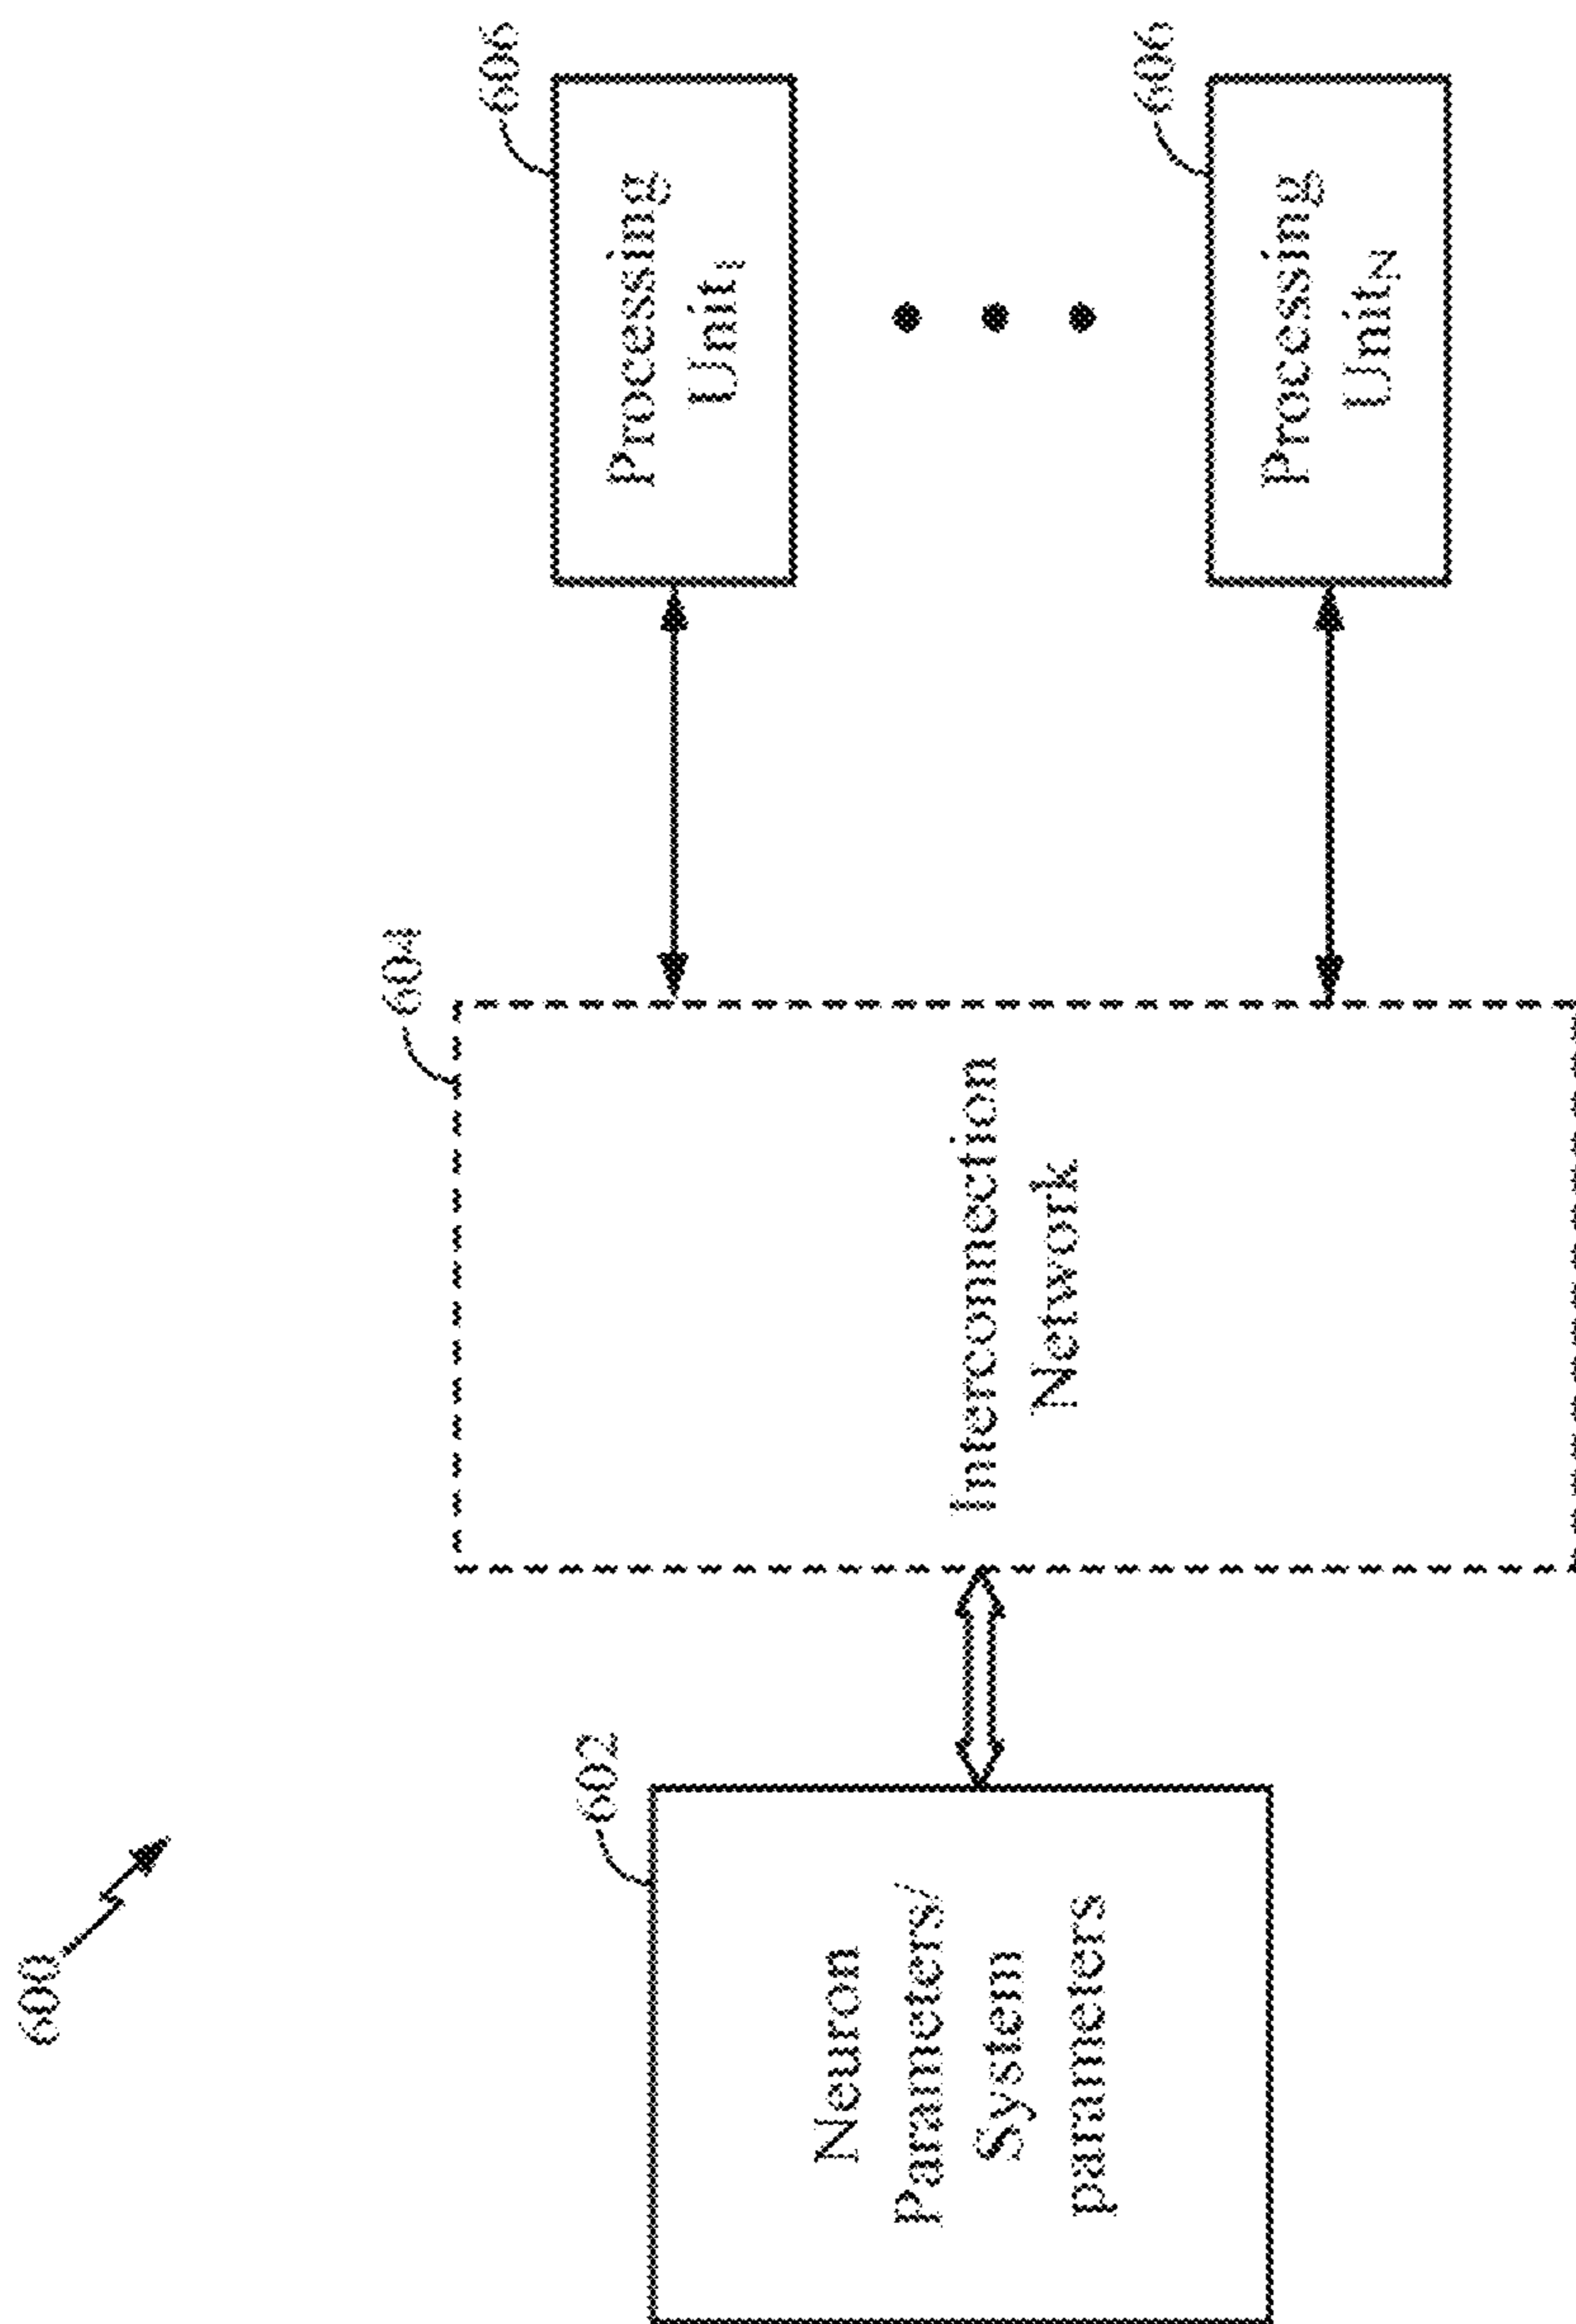 600
602
Neuron
Parameters/
System
parameters
604
Interconnection
Network
606
Processing
Unit1
606
Processing
UnitN